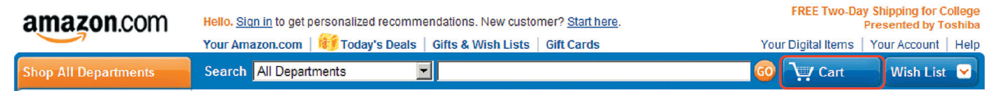 amazon.com
Hello. Sign in to get personalized recommendations. New customer? Start here.
FREE Two-Day Shipping for College
Presented by Toshiba
Your Amazon.com | Today's Deals | Gifts & Wish Lists | Gift Cards
Your Digital Items | Your Account | Help
Shop All Departments
Search All Departments GO Cart Wish List